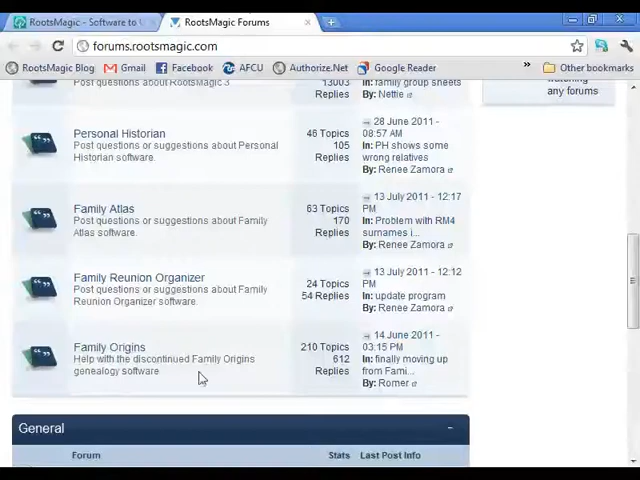 RootsMagic - Software to U
RootsMagic Forums
forums.rootsmagic.com
RootsMagic Blog Gmail Facebook AFCU Authorize.Net Google Reader » Other bookmarks
Post questions or suggestions about RootsMagic 3
13003
Replies
In: family group sheets
By: Nettie
watching
any forums
Personal Historian
Post questions or suggestions about Personal
Historian software.
46 Topics
105
Replies
28 June 2011 -
08:57 AM
In: PH shows some
wrong relatives
By: Renee Zamora
Family Atlas
Post questions or suggestions about Family
Atlas software.
63 Topics
170
Replies
13 July 2011 - 12:17
PM
In: Problem with RM4
surnames i...
By: Renee Zamora
Family Reunion Organizer
Post questions or suggestions about Family
Reunion Organizer software.
24 Topics
54 Replies
13 July 2011 - 12:12
PM
In: update program
By: Renee Zamora
Family Origins
Help with the discontinued Family Origins
genealogy software
210 Topics
612
Replies
14 June 2011 -
03:15 PM
In: finally moving up
from Fami...
By: Romer
General
Forum Stats Last Post Info